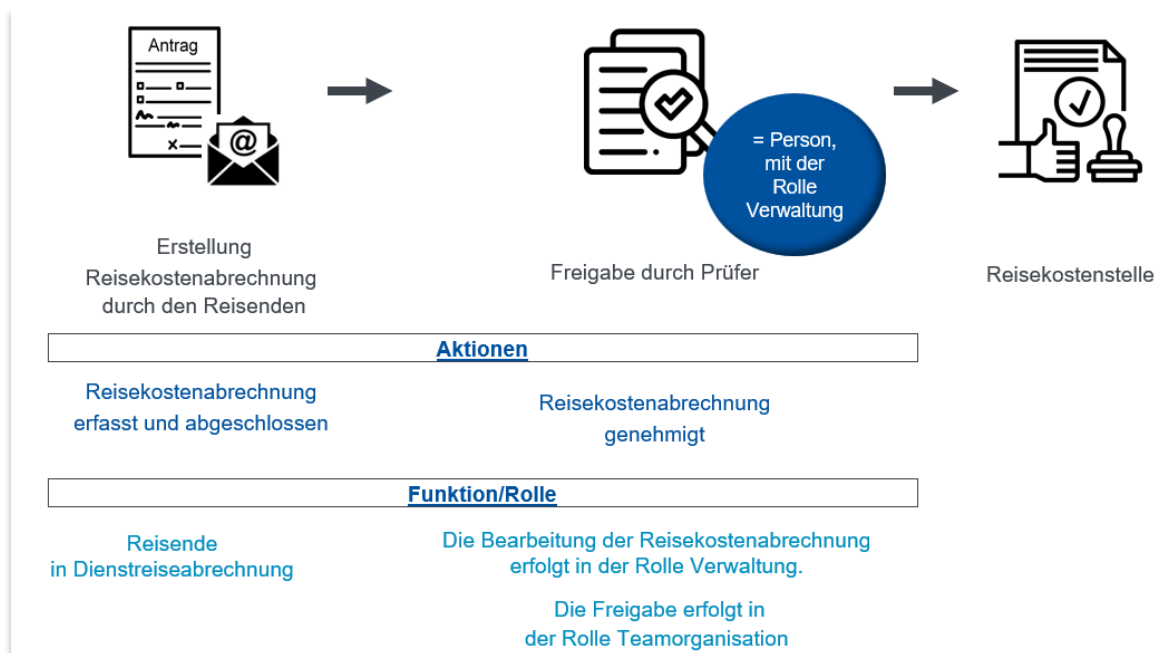 Antrag
@
= Person,
mit der
Rolle
Verwaltung
Erstellung
Reisekostenabrechnung
durch den Reisenden
Freigabe durch Prüfer
Reisekostenstelle
Aktionen
Reisekostenabrechnung
erfasst und abgeschlossen
Reisekostenabrechnung
genehmigt
Funktion/Rolle
Reisende
in Dienstreiseabrechnung
Die Bearbeitung der Reisekostenabrechnung
erfolgt in der Rolle Verwaltung.
Die Freigabe erfolgt in
der Rolle Teamorganisation